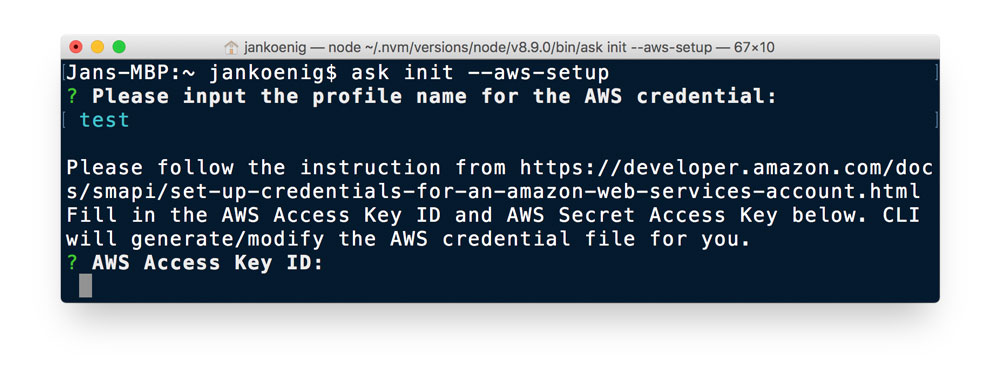 jankoenig — node ~/.nvm/versions/node/v8.9.0/bin/ask init --aws-setup — 67×10
[Jans-MBP:~ jankoenig$ ask init --aws-setup ]
? Please input the profile name for the AWS credential:
[ test ]
Please follow the instruction from https://developer.amazon.com/doc
s/smapi/set-up-credentials-for-an-amazon-web-services-account.html
Fill in the AWS Access Key ID and AWS Secret Access Key below. CLI
will generate/modify the AWS credential file for you.
? AWS Access Key ID: